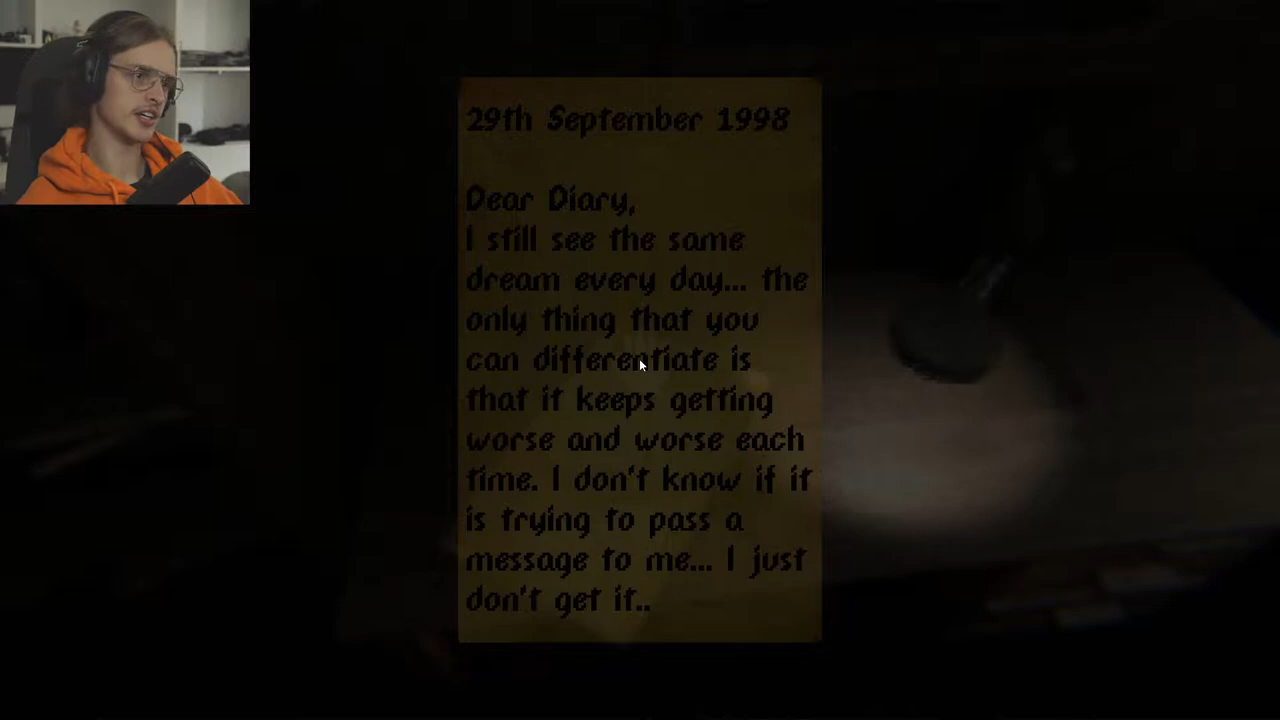 29th September 1998
Dear Diary,
I still see the same
dream every day... the
only thing that you
can differentiate is
that it keeps getting
worse and worse each
time. I don't know if it
is trying to pass a
message to me... I just
don't get it..